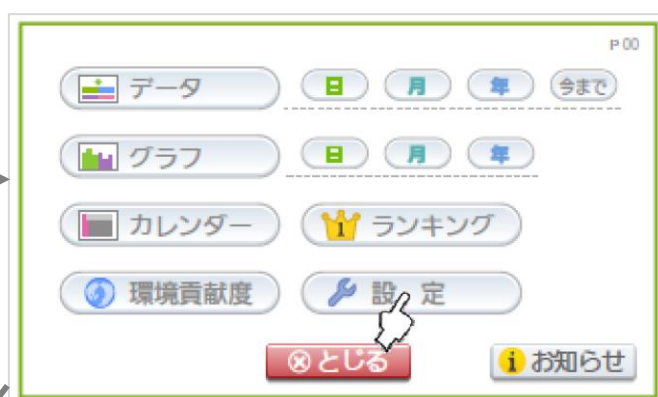 P 00
データ 日 月 年 今まで
グラフ 日 月 年
カレンダー 1 ランキング
環境貢献度 設 定
とじる i お知らせ